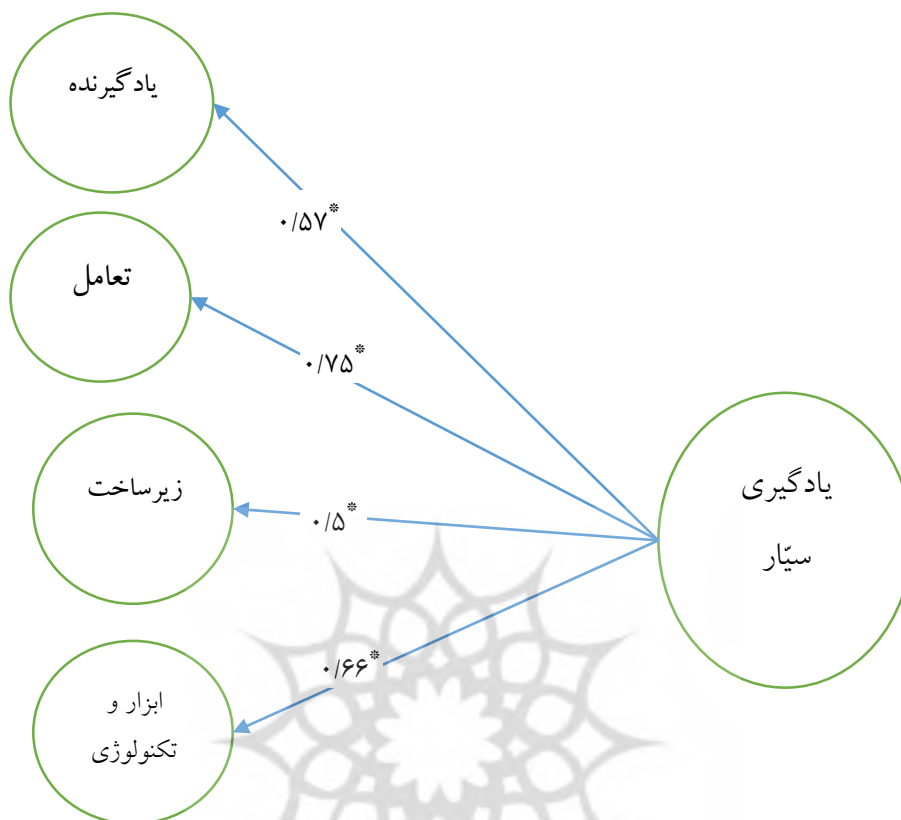 یادگیرنده
۰/۵۷*
تعامل
۰/۷۵*
یادگیری
سیّار
زیرساخت
۰/۵*
۰/۶۶*
ابزار و
تکنولوژی